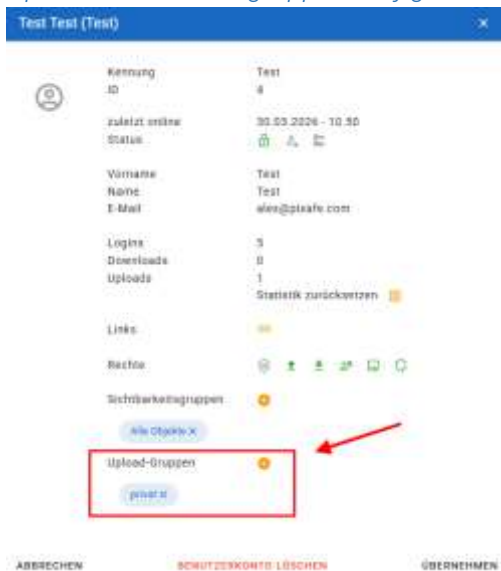 Test Test (Test)
Kennung Test
ID 4
zuletzt online 30.03.2026 - 10:50
Status
Vorname Test
Name Test
E-Mail alex@pixafe.com
Logins 5
Downloads 0
Uploads 1
Statistik zurücksetzen
Links
Rechte
Sichtbarkeitsgruppen
Alle Objekte ×
Upload-Gruppen
privat ×
ABBRECHEN BENUTZERKONTO LÖSCHEN ÜBERNEHMEN